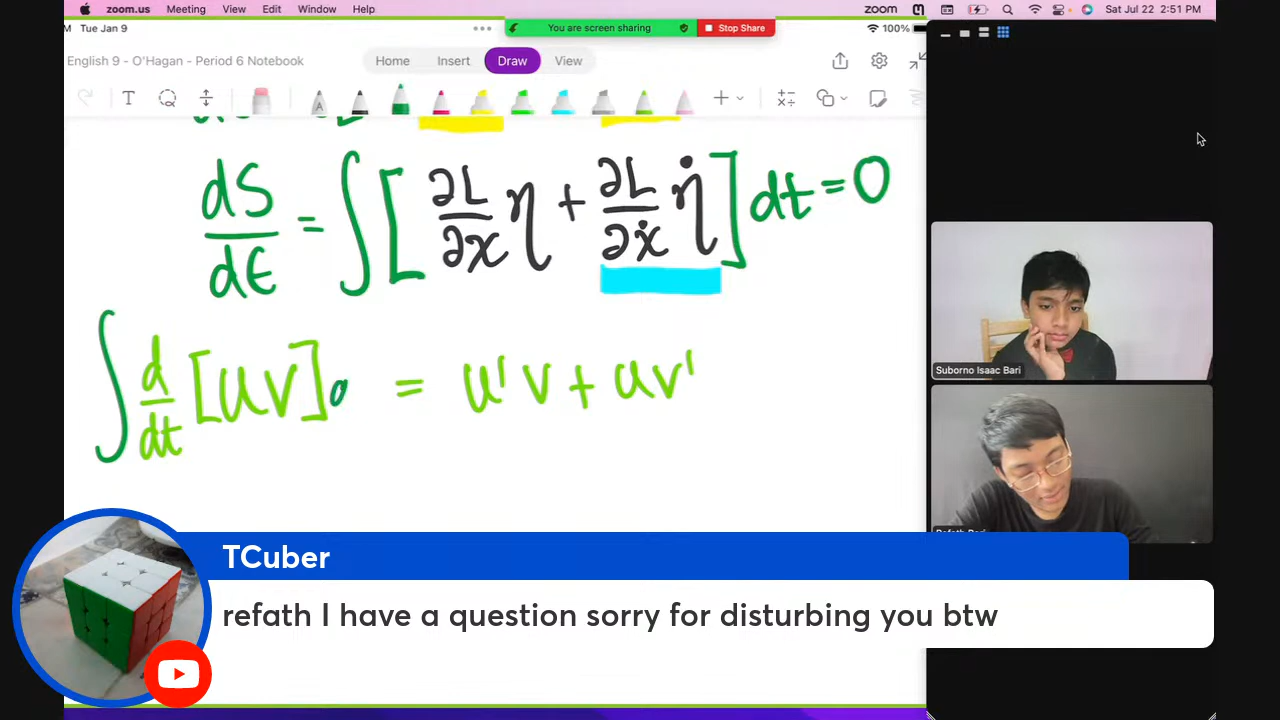 zoom.us Meeting View Edit Window Help
zoom
Sat Jul 22 2:51 PM
Tue Jan 9
You are screen sharing
Stop Share
100%
English 9 - O'Hagan - Period 6 Notebook
Home Insert Draw View
dS/dϵ = ∫ [ ∂L/∂x η + ∂L/∂ẋ η̇ ] dt = 0
∫ d/dt [uv] = u'v + uv'
Suborno Isaac Bari
TCuber
refath I have a question sorry for disturbing you btw